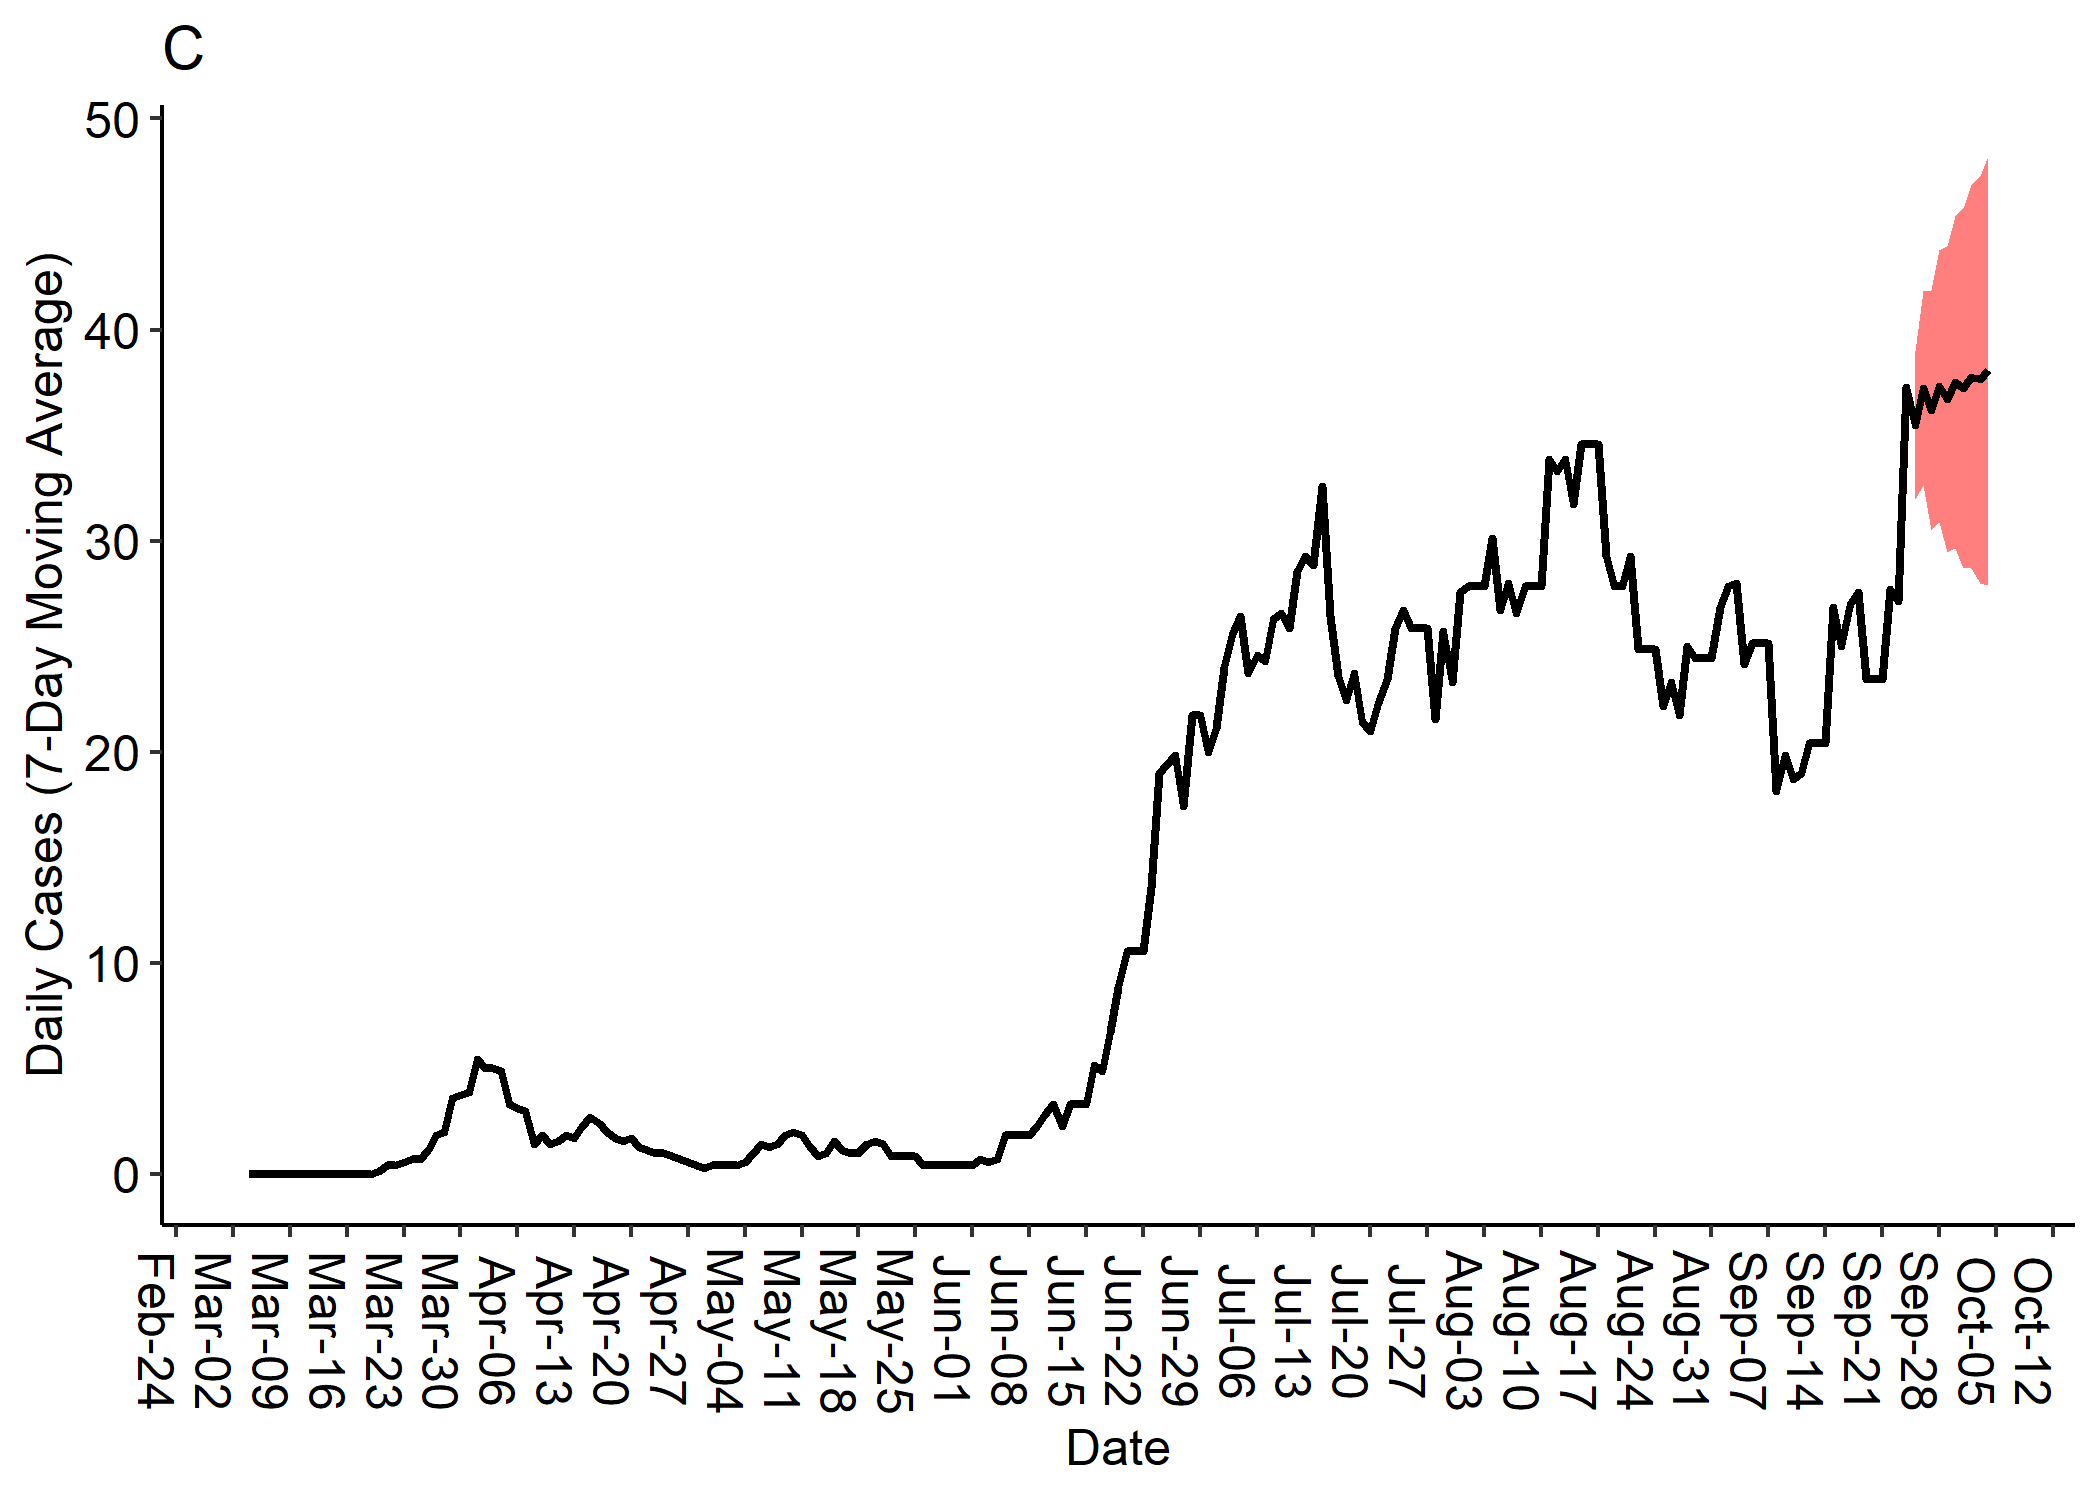 C
Daily Cases (7-Day Moving Average)
50
40
30
20
10
0
Feb-24
Mar-02
Mar-09
Mar-16
Mar-23
Mar-30
Apr-06
Apr-13
Apr-20
Apr-27
May-04
May-11
May-18
May-25
Jun-01
Jun-08
Jun-15
Jun-22
Jun-29
Jul-06
Jul-13
Jul-20
Jul-27
Aug-03
Aug-10
Aug-17
Aug-24
Aug-31
Sep-07
Sep-14
Sep-21
Sep-28
Oct-05
Oct-12
Date